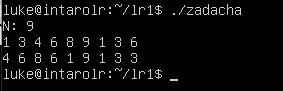 luke@intarolr:~/lr1$ ./zadacha
N: 9
1 3 4 6 8 9 1 3 6
4 6 8 6 1 9 1 3 3
luke@intarolr:~/lr1$ _